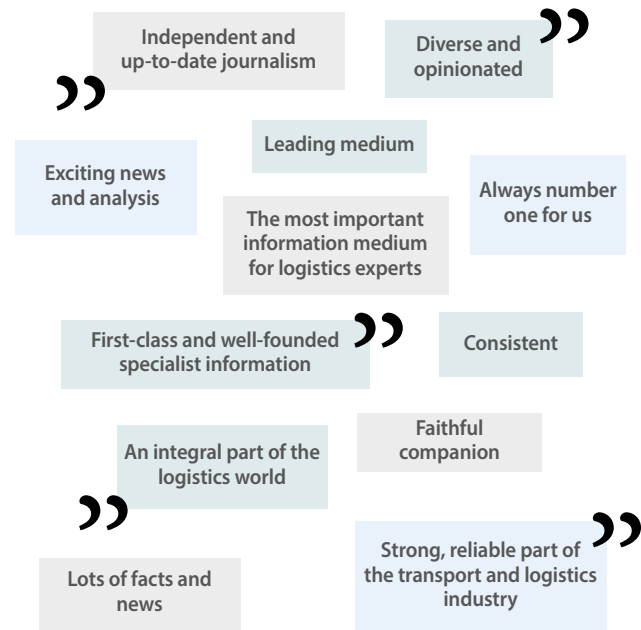 Independent and
up-to-date journalism
Diverse and
opinionated
Leading medium
Exciting news
and analysis
Always number
one for us
The most important
information medium
for logistics experts
First-class and well-founded
specialist information
Consistent
Faithful
companion
An integral part of the
logistics world
Strong, reliable part of
the transport and logistics
industry
Lots of facts and
news